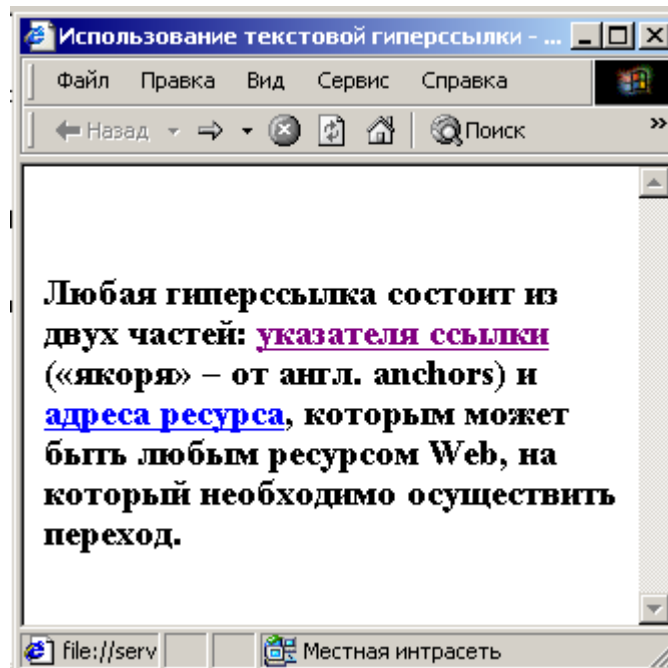 Использование текстовой гиперссылки - ...
Файл Правка Вид Сервис Справка
Назад Поиск »
Любая гиперссылка состоит из
двух частей: указателя ссылки
(«якоря» – от англ. anchors) и
адреса ресурса, которым может
быть любым ресурсом Web, на
который необходимо осуществить
переход.
file://serv Местная интрасеть